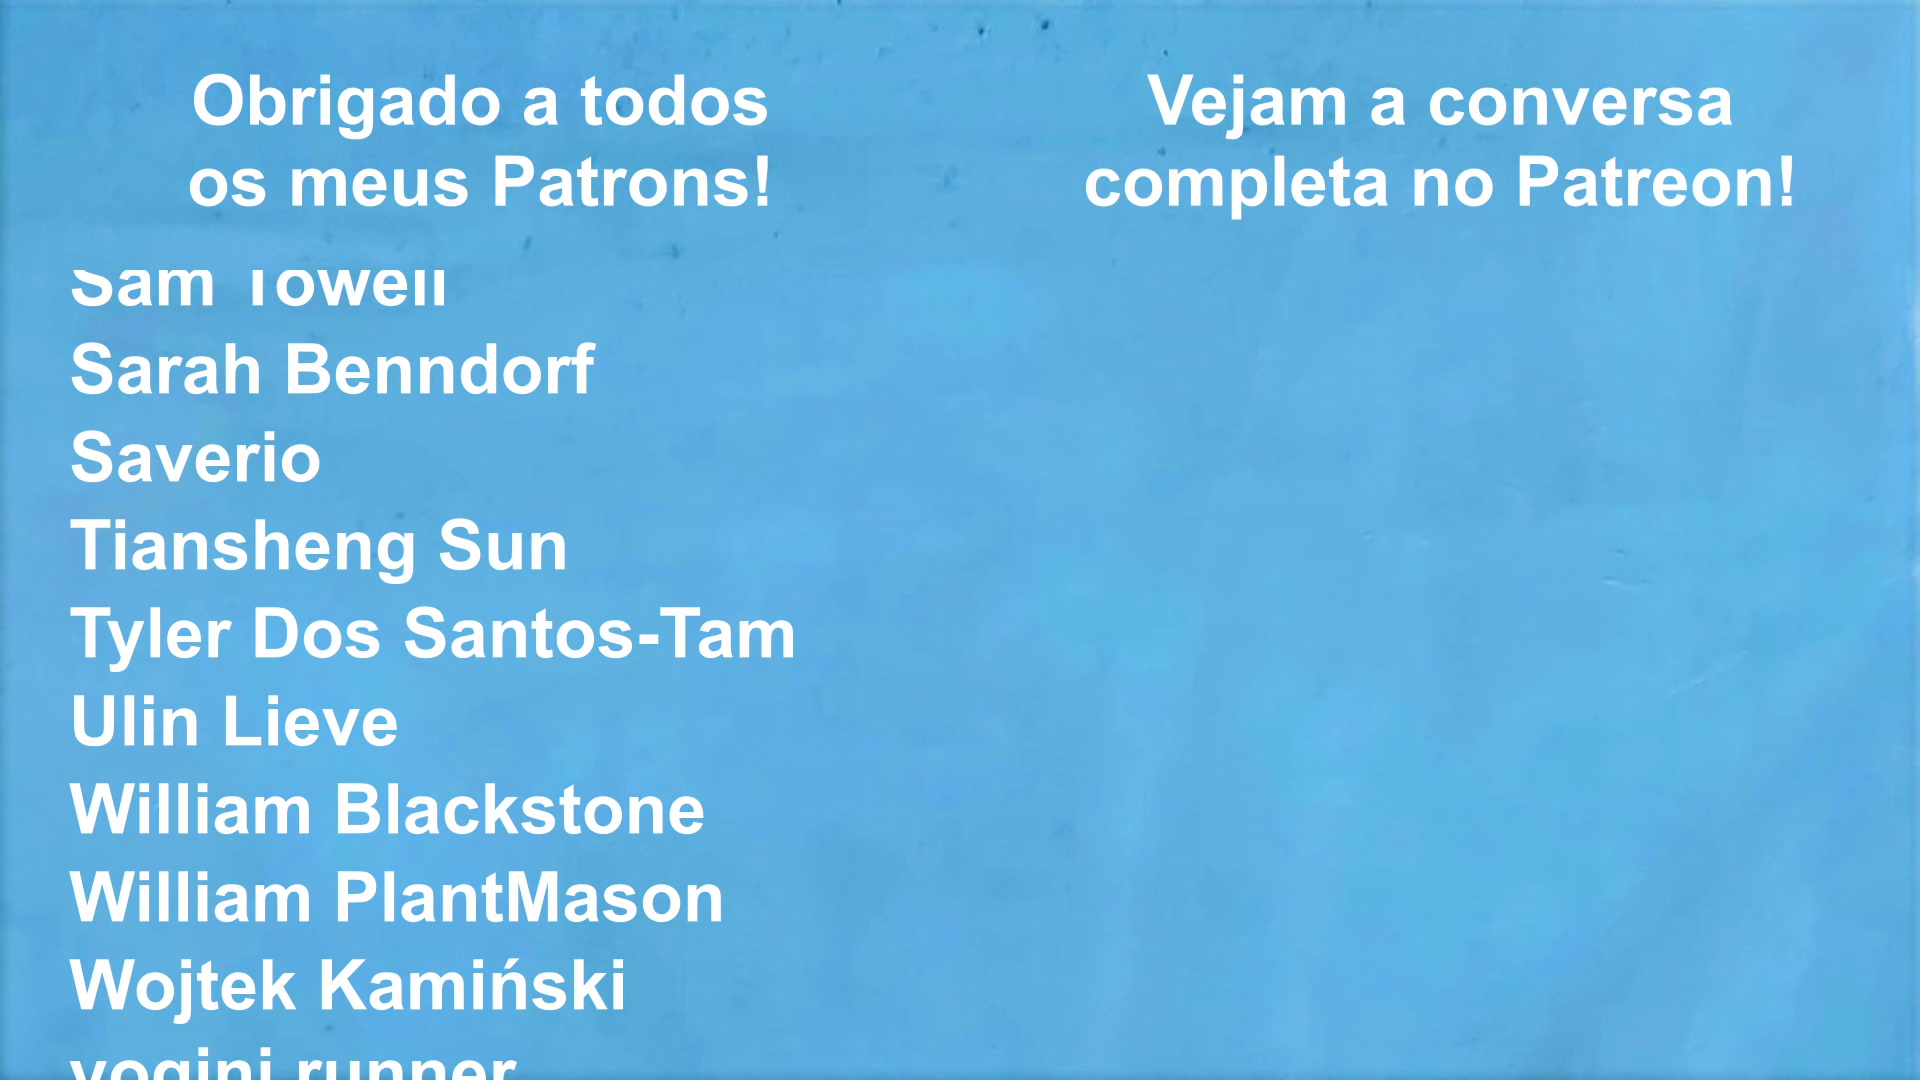 Obrigado a todos
os meus Patrons!
Vejam a conversa
completa no Patreon!
Sam Towell
Sarah Benndorf
Saverio
Tiansheng Sun
Tyler Dos Santos-Tam
Ulin Lieve
William Blackstone
William PlantMason
Wojtek Kamiński
yogini runner